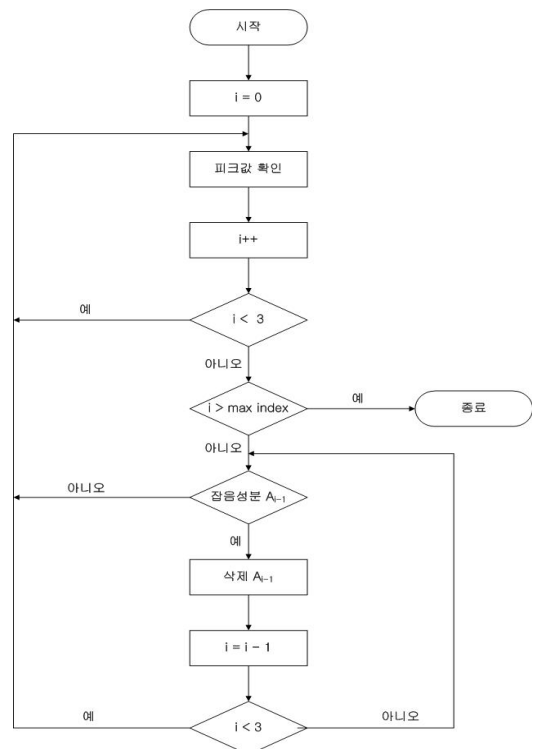 시작
i = 0
피크값 확인
i++
예
i < 3
아니오
i > max index
예
종료
아니오
아니오
잡음성분 Ai-1
예
삭제 Ai-1
i = i - 1
예
i < 3
아니오